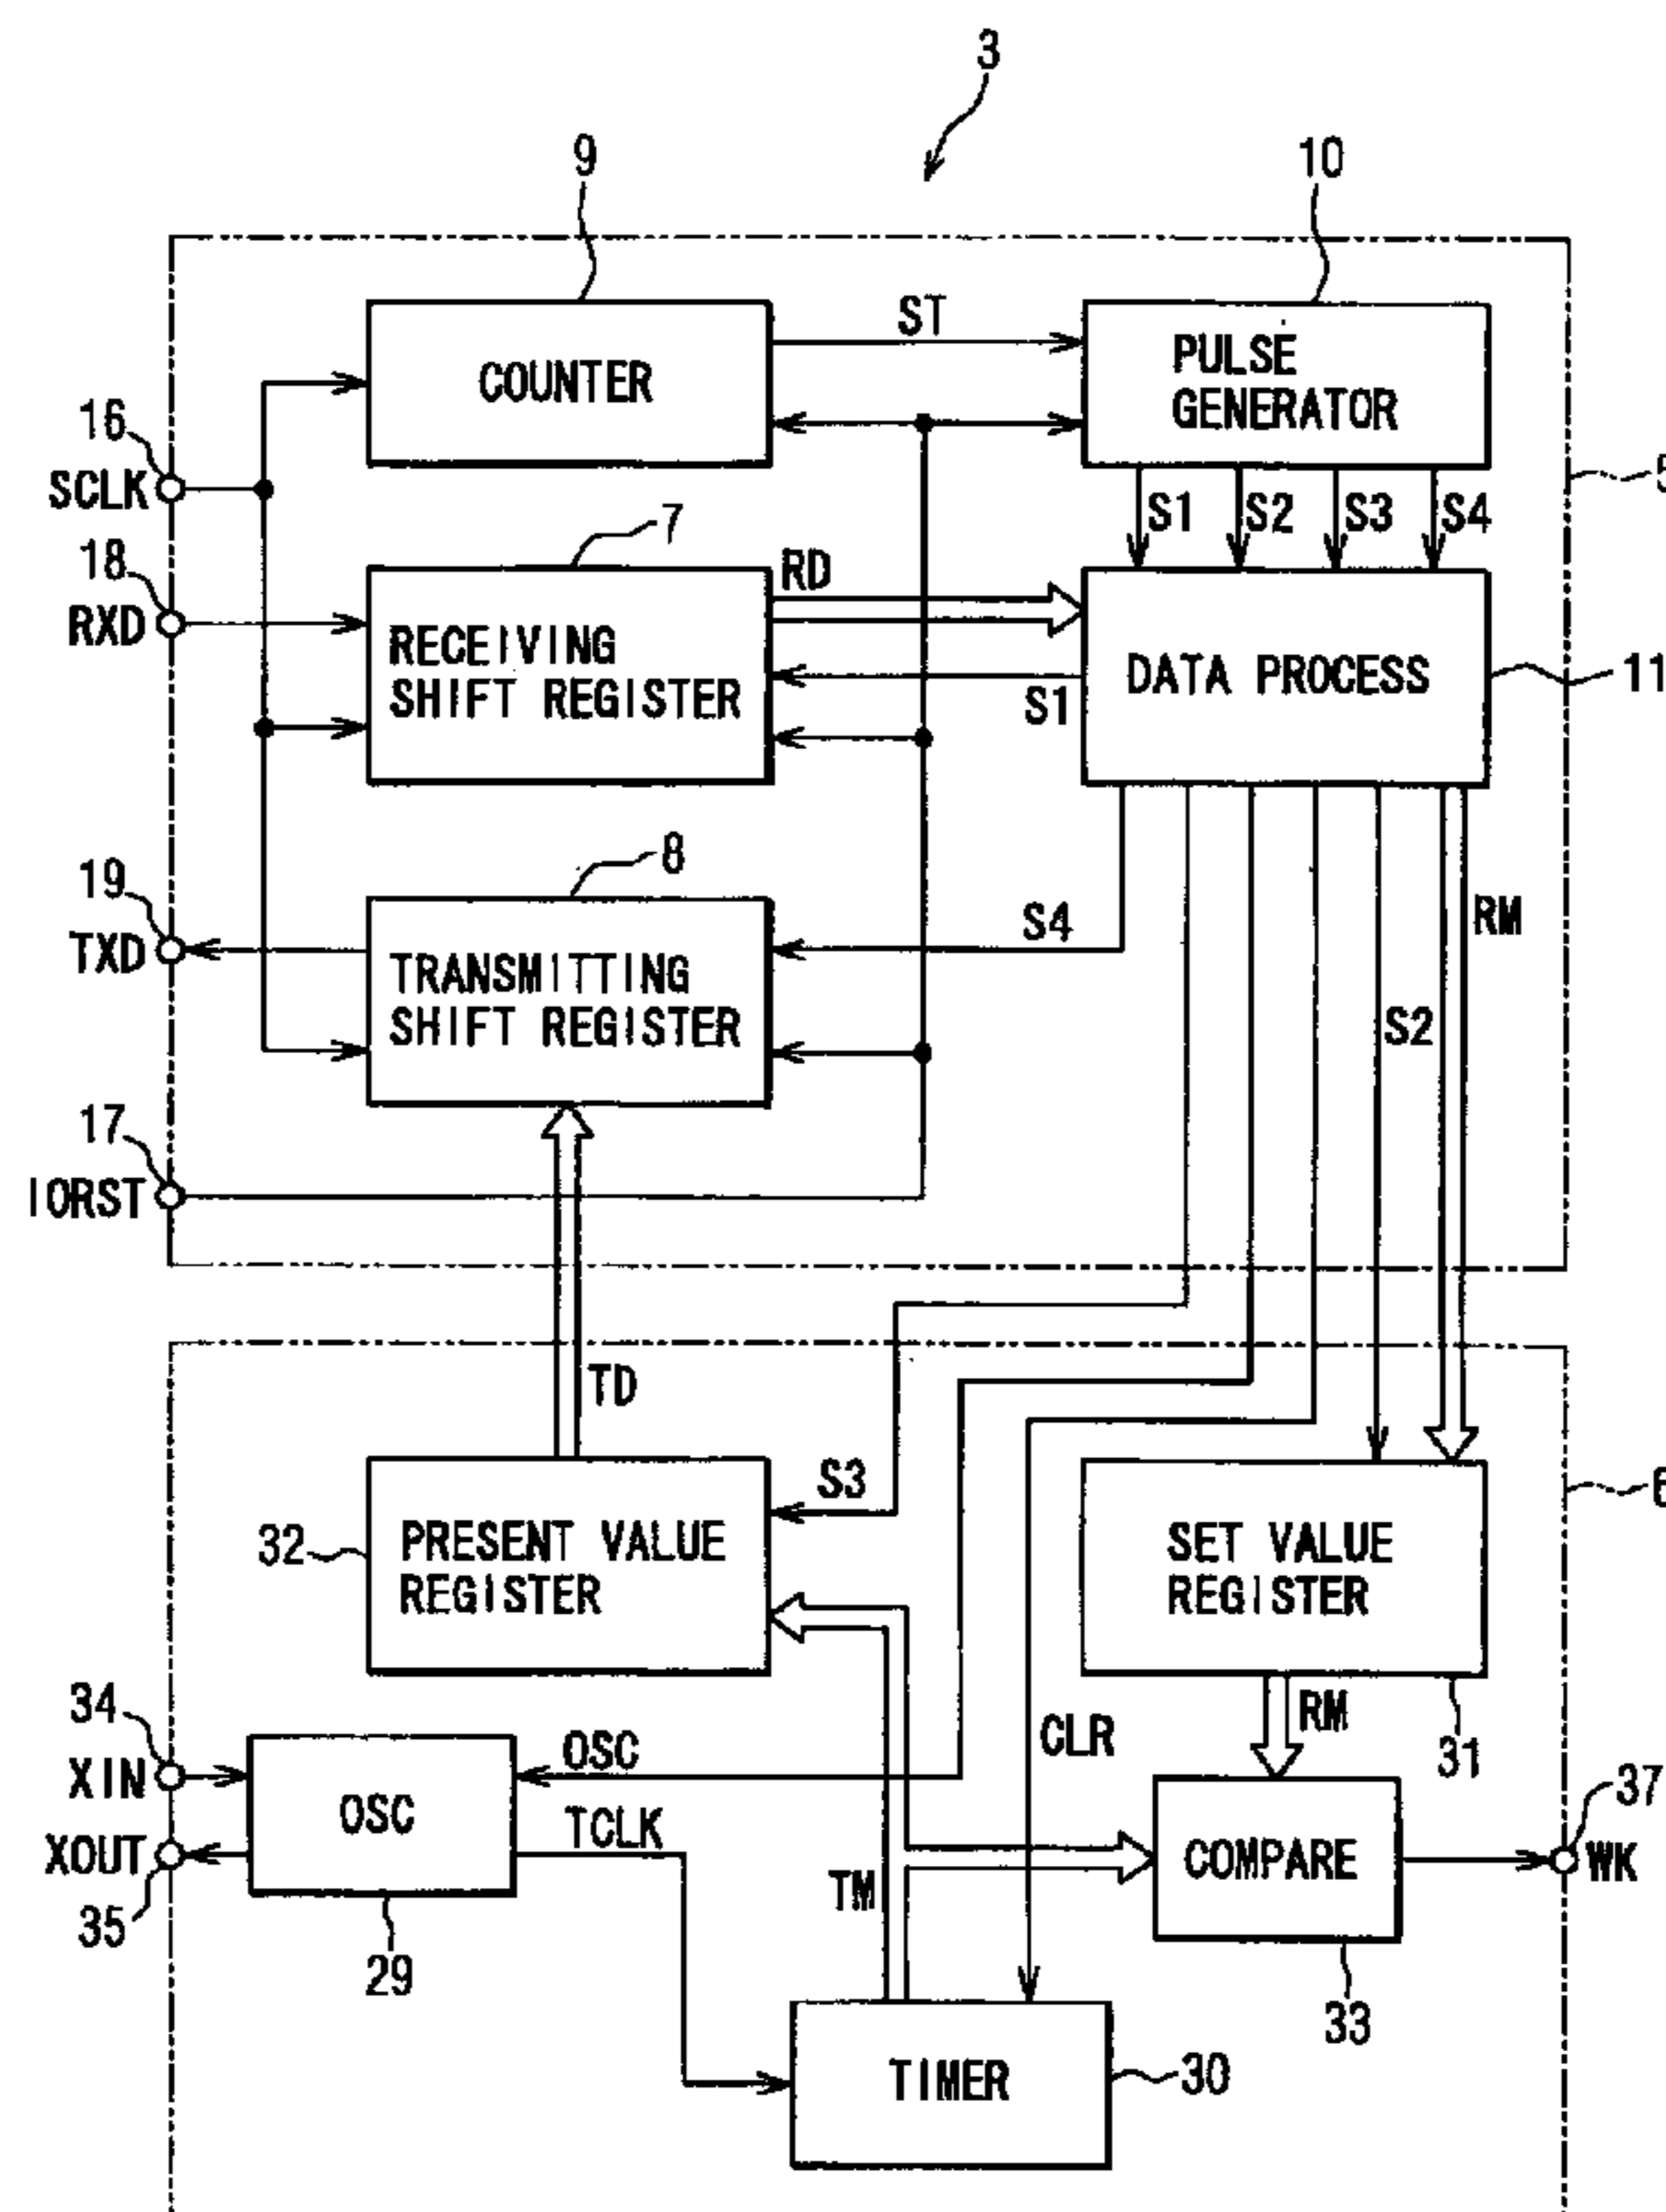 3
9
10
COUNTER
ST
PULSE
GENERATOR
16
SCLK
5
S1
S2
S3
S4
7
18
RXD
RD
RECEIVING
SHIFT REGISTER
DATA PROCESS
11
S1
8
19
TXD
S4
RM
TRANSMITTING
SHIFT REGISTER
S2
17
IORST
TD
S3
6
32
PRESENT VALUE
REGISTER
SET VALUE
REGISTER
34
XIN
OSC
CLR
RM
31
OSC
TCLK
37
XOUT
35
TM
COMPARE
WK
29
33
TIMER
30